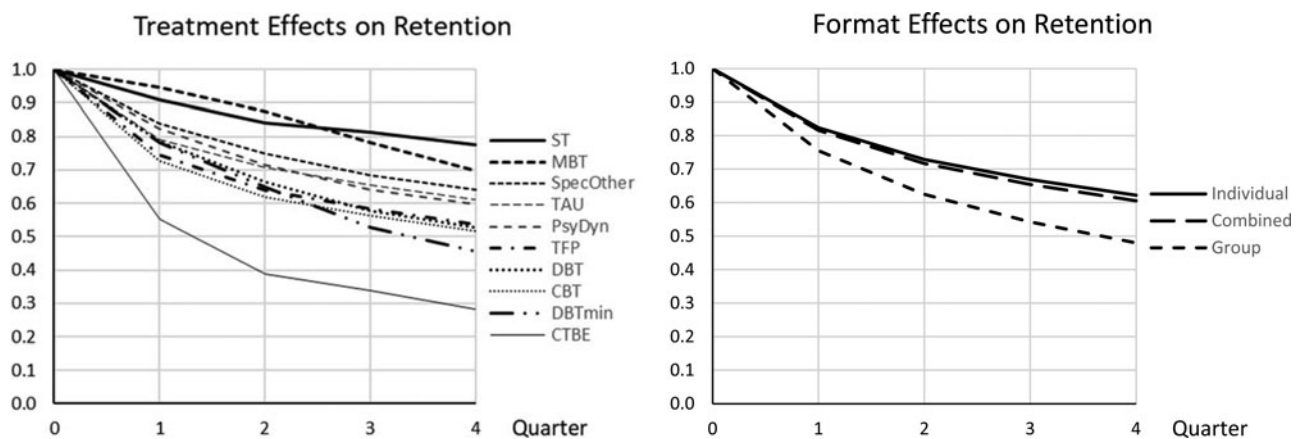 Treatment Effects on Retention
1.0
0.9
0.8
0.7
0.6
0.5
0.4
0.3
0.2
0.1
0.0
0 1 2 3 4 Quarter
ST
MBT
SpecOther
TAU
PsyDyn
TFP
DBT
CBT
DBTmin
CTBE
Format Effects on Retention
1.0
0.9
0.8
0.7
0.6
0.5
0.4
0.3
0.2
0.1
0.0
0 1 2 3 4 Quarter
Individual
Combined
Group